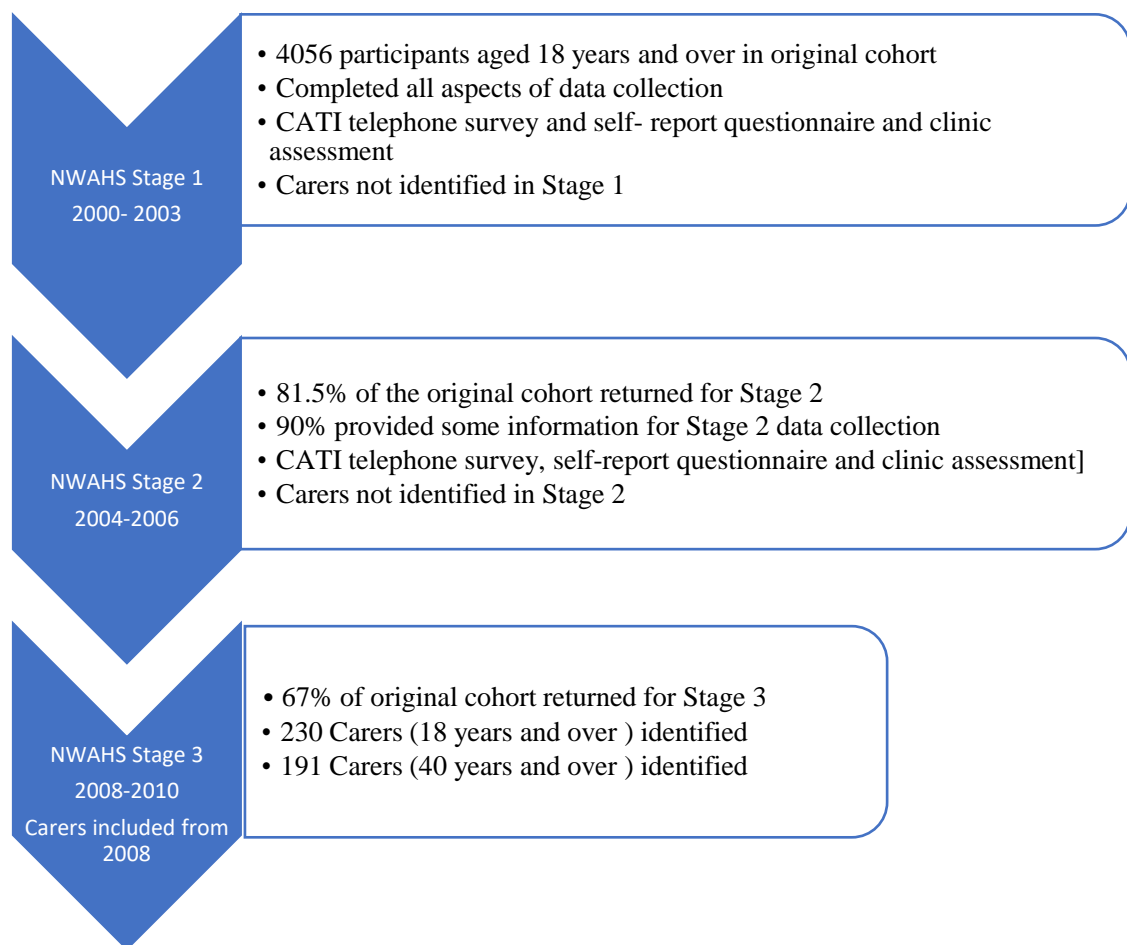 NWAHS Stage 1
2000- 2003
• 4056 participants aged 18 years and over in original cohort
• Completed all aspects of data collection
• CATI telephone survey and self- report questionnaire and clinic
assessment
• Carers not identified in Stage 1
NWAHS Stage 2
2004-2006
• 81.5% of the original cohort returned for Stage 2
• 90% provided some information for Stage 2 data collection
• CATI telephone survey, self-report questionnaire and clinic assessment]
• Carers not identified in Stage 2
NWAHS Stage 3
2008-2010
Carers included from
2008
• 67% of original cohort returned for Stage 3
• 230 Carers (18 years and over ) identified
• 191 Carers (40 years and over ) identified